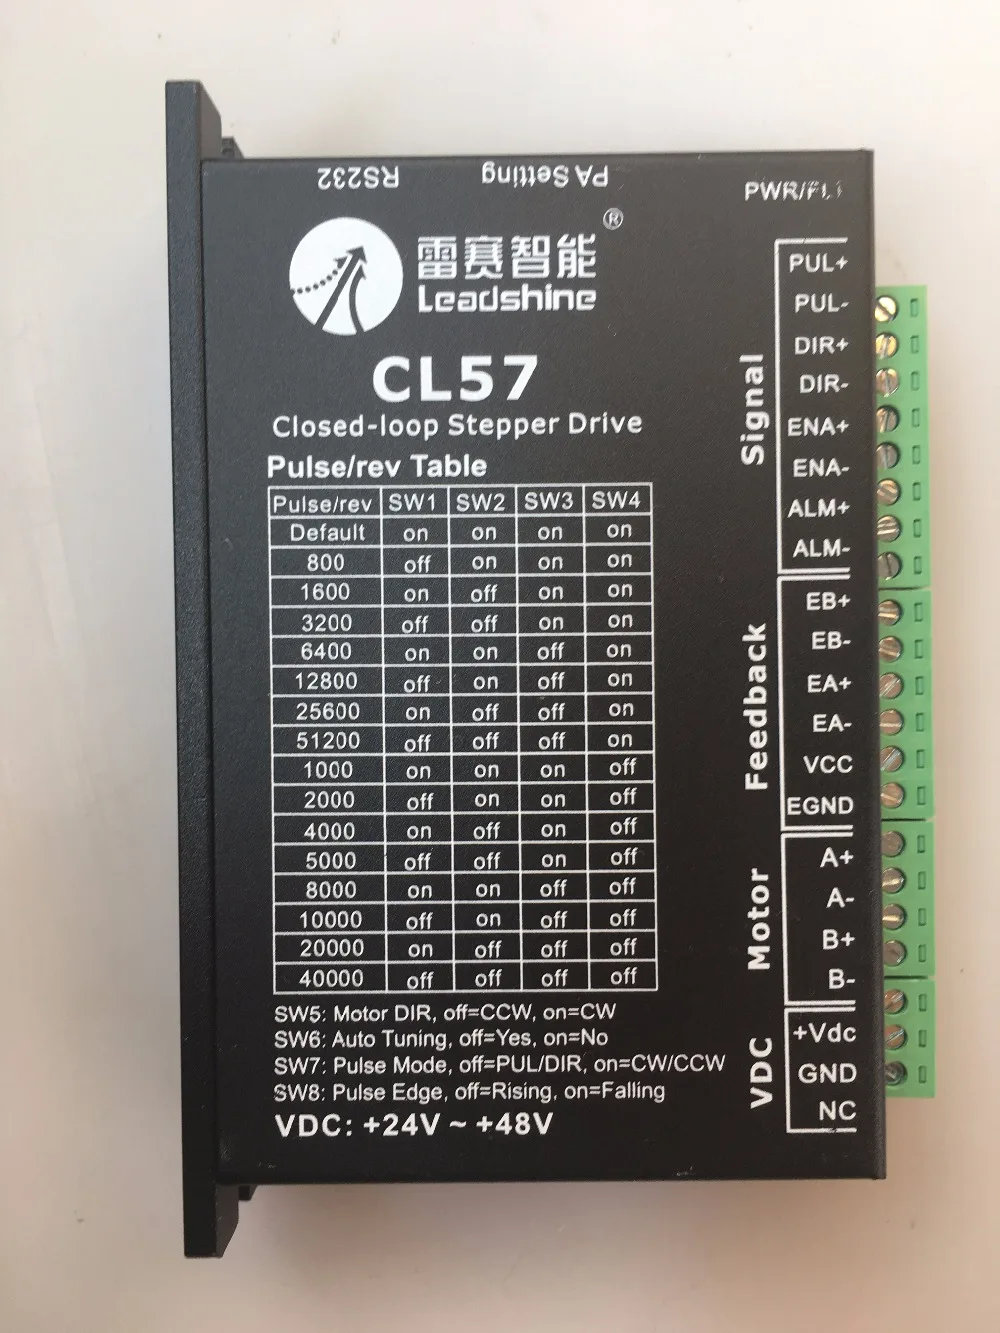 RS232
PA Setting
PWR/FLT
雷赛智能®
Leadshine
CL57
Closed-loop Stepper Drive
Pulse/rev Table
Pulse/rev SW1 SW2 SW3 SW4
Default on on on on
800 off on on on
1600 on off on on
3200 off off on on
6400 on on off on
12800 off on off on
25600 on off off on
51200 off off off on
1000 on on on off
2000 off on on off
4000 on off on off
5000 off off on off
8000 on on off off
10000 off on off off
20000 on off off off
40000 off off off off
SW5: Motor DIR, off=CCW, on=CW
SW6: Auto Tuning, off=Yes, on=No
SW7: Pulse Mode, off=PUL/DIR, on=CW/CCW
SW8: Pulse Edge, off=Rising, on=Falling
VDC: +24V ~ +48V
Signal
PUL+
PUL-
DIR+
DIR-
ENA+
ENA-
ALM+
ALM-
Feedback
EB+
EB-
EA+
EA-
VCC
EGND
Motor
A+
A-
B+
B-
VDC
+Vdc
GND
NC